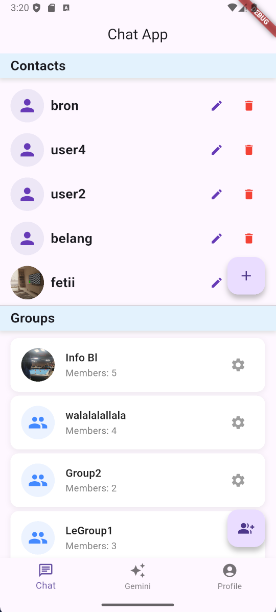 3:20
DEBUG
Chat App
Contacts
bron
user4
user2
belang
fetii
Groups
Info BI
Members: 5
walalalallala
Members: 4
Group2
Members: 2
LeGroup1
Members: 3
Chat
Gemini
Profile